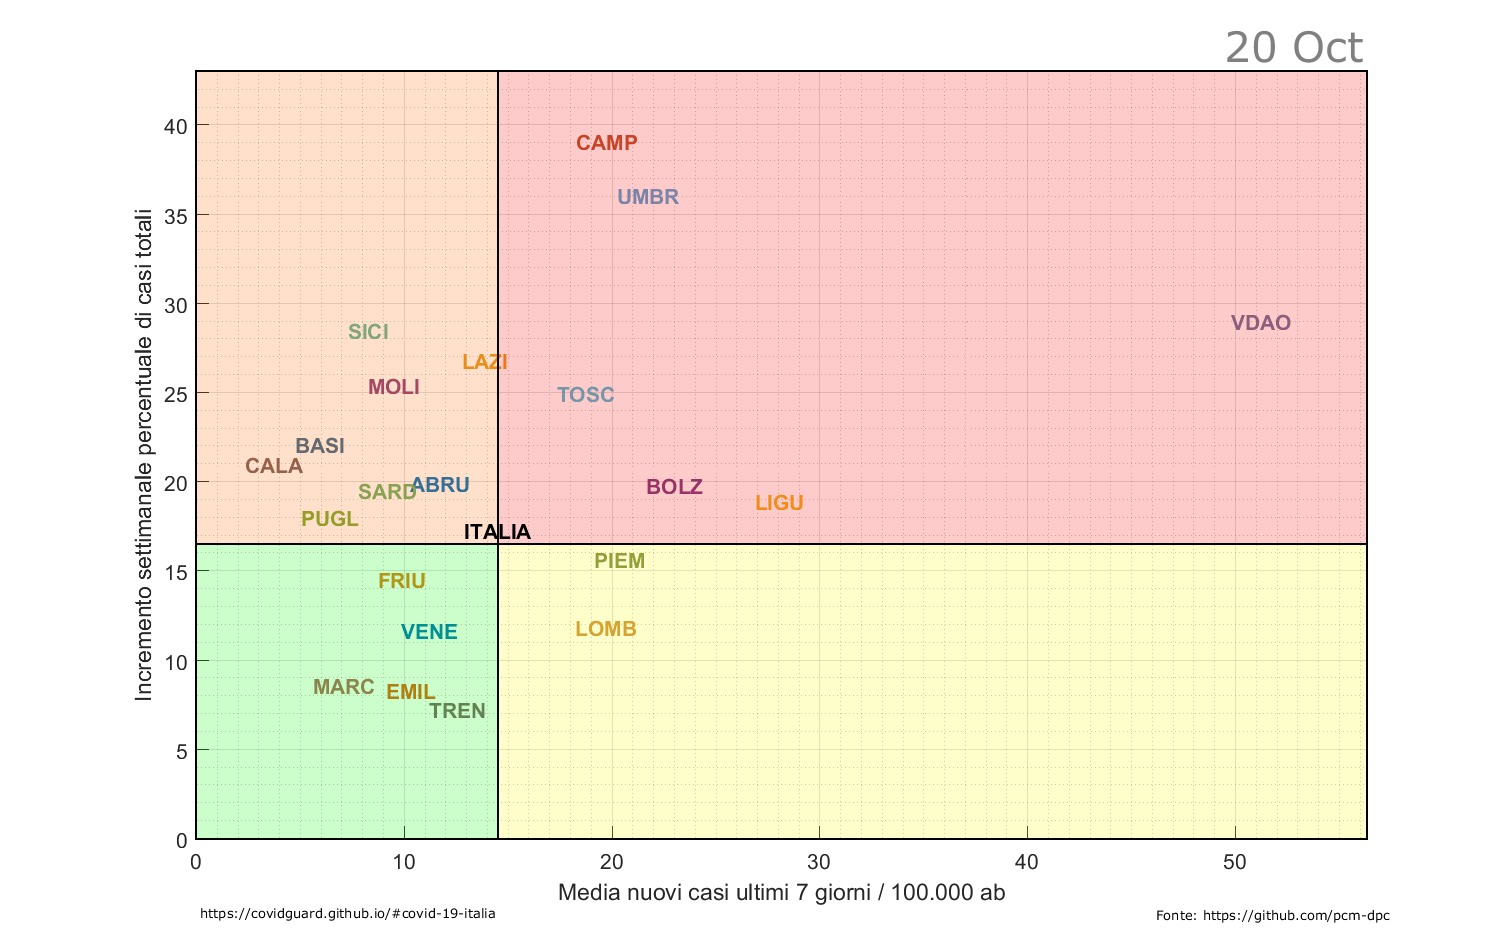 20 Oct
40
CAMP
UMBR
35
30
SICI
VDAO
LAZI
25
MOLI
TOSC
BASI
CALA
20
SARD
ABRU
BOLZ
LIGU
PUGL
ITALIA
PIEM
15
FRIU
VENE
LOMB
10
MARC
EMIL
TREN
5
0
Incremento settimanale percentuale di casi totali
0 10 20 30 40 50
Media nuovi casi ultimi 7 giorni / 100.000 ab
https://covidguard.github.io/#covid-19-italia
Fonte: https://github.com/pcm-dpc